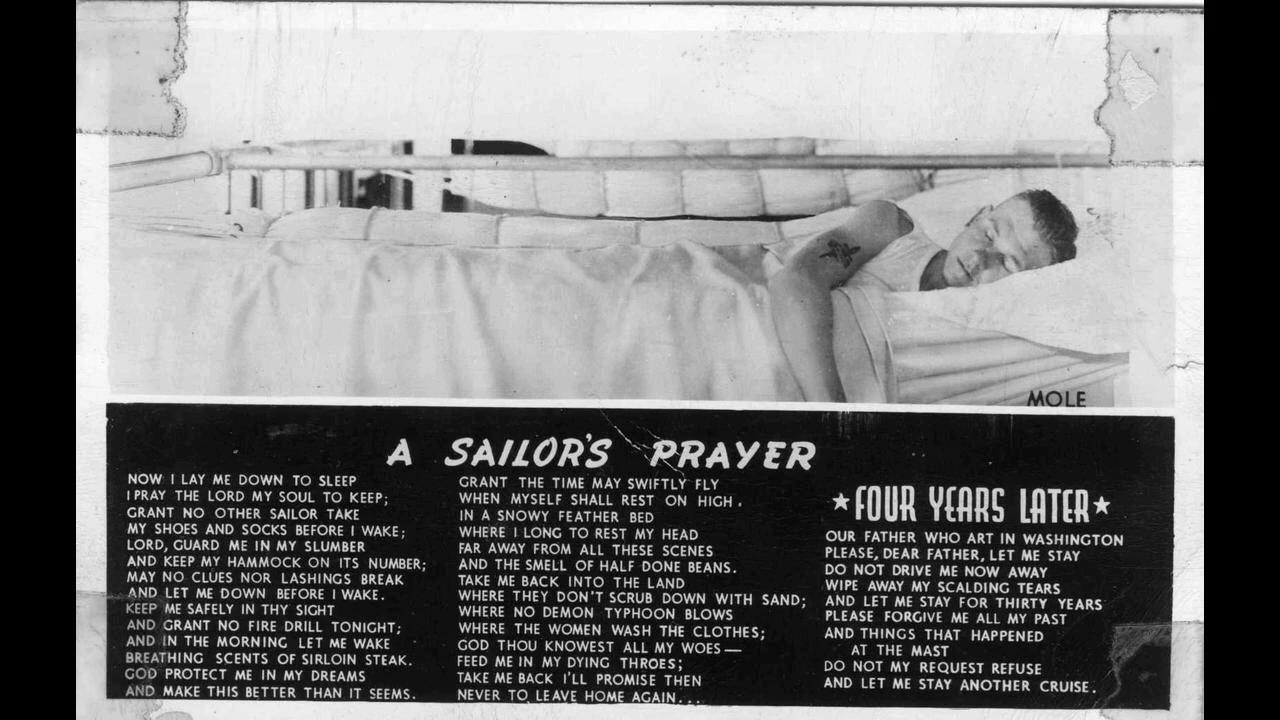 MOLE
A SAILOR'S PRAYER
NOW I LAY ME DOWN TO SLEEP
I PRAY THE LORD MY SOUL TO KEEP;
GRANT NO OTHER SAILOR TAKE
MY SHOES AND SOCKS BEFORE I WAKE;
LORD, GUARD ME IN MY SLUMBER
AND KEEP MY HAMMOCK ON ITS NUMBER;
MAY NO CLUES NOR LASHINGS BREAK
AND LET ME DOWN BEFORE I WAKE.
KEEP ME SAFELY IN THY SIGHT
AND GRANT NO FIRE DRILL TONIGHT;
AND IN THE MORNING LET ME WAKE
BREATHING SCENTS OF SIRLOIN STEAK.
GOD PROTECT ME IN MY DREAMS
AND MAKE THIS BETTER THAN IT SEEMS.
GRANT THE TIME MAY SWIFTLY FLY
WHEN MYSELF SHALL REST ON HIGH.
IN A SNOWY FEATHER BED
WHERE I LONG TO REST MY HEAD
FAR AWAY FROM ALL THESE SCENES
AND THE SMELL OF HALF DONE BEANS.
TAKE ME BACK INTO THE LAND
WHERE THEY DON'T SCRUB DOWN WITH SAND;
WHERE NO DEMON TYPHOON BLOWS
WHERE THE WOMEN WASH THE CLOTHES;
GOD THOU KNOWEST ALL MY WOES—
FEED ME IN MY DYING THROES;
TAKE ME BACK I'LL PROMISE THEN
NEVER TO LEAVE HOME AGAIN...
★FOUR YEARS LATER★
OUR FATHER WHO ART IN WASHINGTON
PLEASE, DEAR FATHER, LET ME STAY
DO NOT DRIVE ME NOW AWAY
WIPE AWAY MY SCALDING TEARS
AND LET ME STAY FOR THIRTY YEARS
PLEASE FORGIVE ME ALL MY PAST
AND THINGS THAT HAPPENED
AT THE MAST
DO NOT MY REQUEST REFUSE
AND LET ME STAY ANOTHER CRUISE.